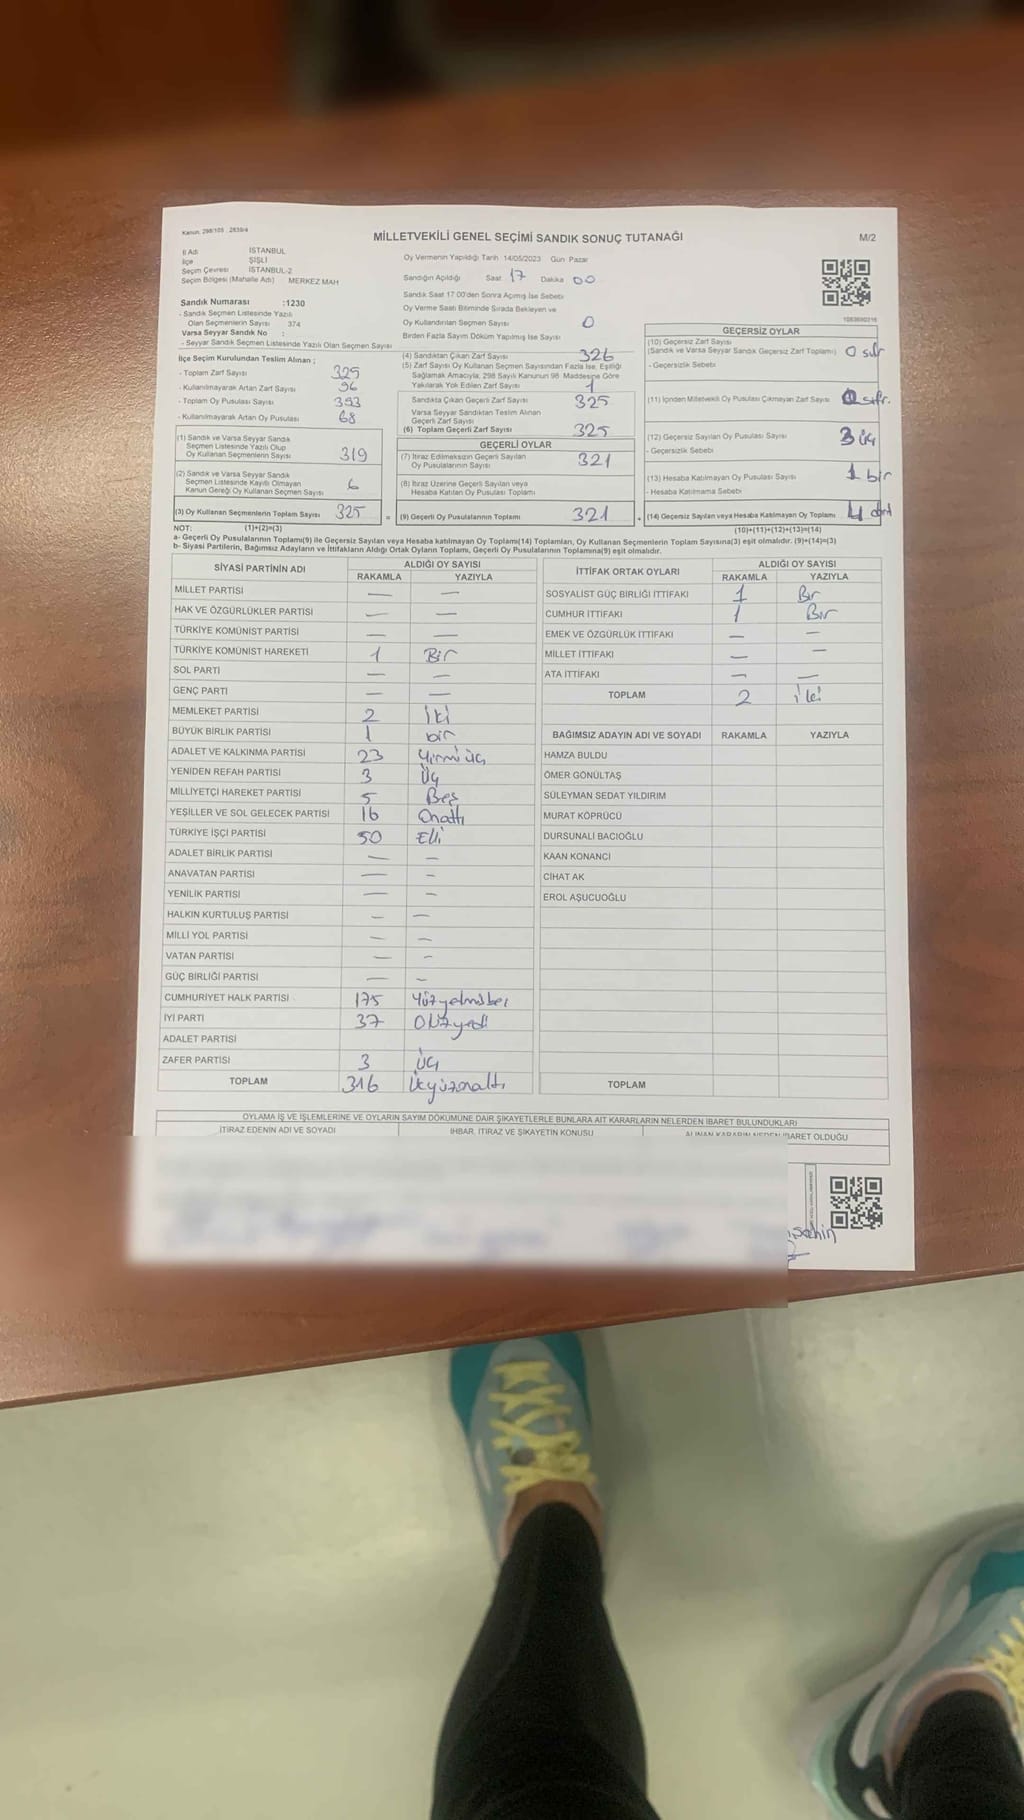 Kanun, 298/105 , 2839/4
MİLLETVEKİLİ GENEL SEÇİMİ SANDIK SONUÇ TUTANAĞI
M/2
İl Adı İSTANBUL
İlçe ŞİŞLİ
Seçim Çevresi İSTANBUL-2
Seçim Bölgesi (Mahalle Adı) MERKEZ MAH
Oy Vermenin Yapıldığı Tarih 14/05/2023 Gün Pazar
Sandığın Açıldığı Saat 17 Dakika 00
Sandık Saat 17:00'den Sonra Açımış İse Sebebi
Oy Verme Saati Bitiminde Sırada Bekleyen ve
Oy Kullandırılan Seçmen Sayısı 0
Birden Fazla Sayım Döküm Yapılmış İse Sayısı
Sandık Numarası :1230
- Sandık Seçmen Listesinde Yazılı
Olan Seçmenlerin Sayısı 374
Varsa Seyyar Sandık No :
- Seyyar Sandık Seçmen Listesinde Yazılı Olan Seçmen Sayısı
İlçe Seçim Kurulundan Teslim Alınan ;
- Toplam Zarf Sayısı
- Kullanılmayarak Artan Zarf Sayısı 96
- Toplam Oy Pusulası Sayısı 393
- Kullanılmayarak Artan Oy Pusulası 68
(1) Sandık ve Varsa Seyyar Sandık
Seçmen Listesinde Yazılı Olup
Oy Kullanan Seçmenlerin Sayısı 319
(2) Sandık ve Varsa Seyyar Sandık
Seçmen Listesinde Kayıtlı Olmayan
Kanun Gereği Oy Kullanan Seçmen Sayısı 6
(3) Oy Kullanan Seçmenlerin Toplam Sayısı 325
(4) Sandıktan Çıkan Zarf Sayısı 326
(5) Zarf Sayısı Oy Kullanan Seçmen Sayısından Fazla İse, Eşitliği
Sağlamak Amacıyla; 298 Sayılı Kanunun 98. Maddesine Göre
Yakılarak Yok Edilen Zarf Sayısı 1
Sandıkta Çıkan Geçerli Zarf Sayısı 325
Varsa Seyyar Sandıktan Teslim Alınan
Geçerli Zarf Sayısı
(6) Toplam Geçerli Zarf Sayısı 325
GEÇERLİ OYLAR
(7) İtiraz Edilmeksizin Geçerli Sayılan
Oy Pusulalarının Sayısı 321
(8) İtiraz Üzerine Geçerli Sayılan veya
Hesaba Katılan Oy Pusulası Toplamı
= (9) Geçerli Oy Pusulalarının Toplamı 321
GEÇERSİZ OYLAR
(10) Geçersiz Zarf Sayısı
(Sandık ve Varsa Seyyar Sandık Geçersiz Zarf Toplamı) 0 sıfır
- Geçersizlik Sebebi
(11) İçinden Milletvekili Oy Pusulası Çıkmayan Zarf Sayısı 0 sıfır.
(12) Geçersiz Sayılan Oy Pusulası Sayısı 3 üç
- Geçersizlik Sebebi
(13) Hesaba Katılmayan Oy Pusulası Sayısı 1 bir
- Hesaba Katılmama Sebebi
+ (14) Geçersiz Sayılan veya Hesaba Katılmayan Oy Toplamı 4 dört
NOT: (1)+(2)=(3)
(10)+(11)+(12)+(13)=(14)
a- Geçerli Oy Pusulalarının Toplamı(9) ile Geçersiz Sayılan veya Hesaba katılmayan Oy Toplamı(14) Toplamları, Oy Kullanan Seçmenlerin Toplam Sayısına(3) eşit olmalıdır. (9)+(14)=(3)
b- Siyasi Partilerin, Bağımsız Adayların ve İttifakların Aldığı Ortak Oyların Toplamı, Geçerli Oy Pusulalarının Toplamına(9) eşit olmalıdır.
SİYASİ PARTİNİN ADI ALDIĞI OY SAYISI
RAKAMLA YAZIYLA
MİLLET PARTİSİ — —
HAK VE ÖZGÜRLÜKLER PARTİSİ — —
TÜRKİYE KOMÜNİST PARTİSİ — —
TÜRKİYE KOMÜNİST HAREKETİ 1 Bir
SOL PARTİ — —
GENÇ PARTİ — —
MEMLEKET PARTİSİ 2 İki
BÜYÜK BİRLİK PARTİSİ 1 bir
ADALET VE KALKINMA PARTİSİ 23 Yirmi üç
YENİDEN REFAH PARTİSİ 3 Üç
MİLLİYETÇİ HAREKET PARTİSİ 5 Beş
YEŞİLLER VE SOL GELECEK PARTİSİ 16 Onaltı
TÜRKİYE İŞÇİ PARTİSİ 50 Elli
ADALET BİRLİK PARTİSİ — —
ANAVATAN PARTİSİ — —
YENİLİK PARTİSİ — —
HALKIN KURTULUŞ PARTİSİ — —
MİLLİ YOL PARTİSİ — —
VATAN PARTİSİ — —
GÜÇ BİRLİĞİ PARTİSİ — —
CUMHURİYET HALK PARTİSİ 175 Yüzyetmişbeş
İYİ PARTİ 37 Otuzyedi
ADALET PARTİSİ
ZAFER PARTİSİ 3 Üç
TOPLAM 316 Üçyüzonaltı
İTTİFAK ORTAK OYLARI ALDIĞI OY SAYISI
RAKAMLA YAZIYLA
SOSYALİST GÜÇ BİRLİĞİ İTTİFAKI 1 Bir
CUMHUR İTTİFAKI 1 Bir
EMEK VE ÖZGÜRLÜK İTTİFAKI — —
MİLLET İTTİFAKI — —
ATA İTTİFAKI — —
TOPLAM 2 iki
BAĞIMSIZ ADAYIN ADI VE SOYADI RAKAMLA YAZIYLA
HAMZA BULDU
ÖMER GÖNÜLTAŞ
SÜLEYMAN SEDAT YILDIRIM
MURAT KÖPRÜCÜ
DURSUNALİ BACIOĞLU
KAAN KONANCI
CİHAT AK
EROL AŞUCUOĞLU
TOPLAM
OYLAMA İŞ VE İŞLEMLERİNE VE OYLARIN SAYIM DÖKÜMÜNE DAİR ŞİKAYETLERLE BUNLARA AİT KARARLARIN NELERDEN İBARET BULUNDUKLARI
İTİRAZ EDENİN ADI VE SOYADI İHBAR, İTİRAZ VE ŞİKAYETİN KONUSU ALINAN KARARIN NEDEN İBARET OLDUĞU